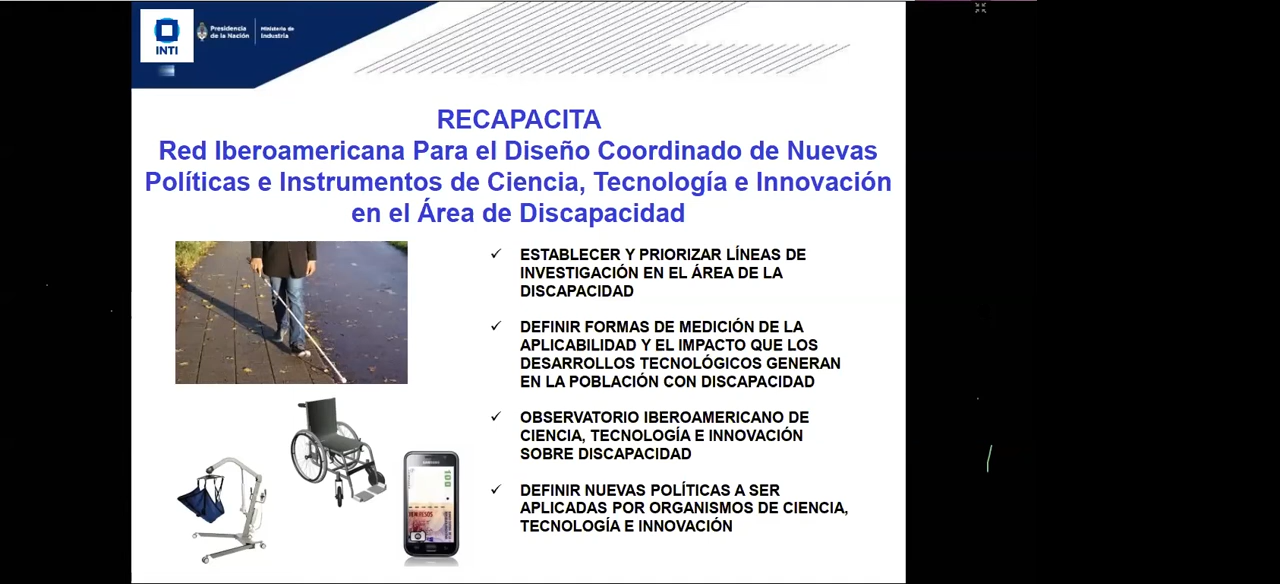 INTI
Presidencia
de la Nación
Ministerio de
Industria
RECAPACITA
Red Iberoamericana Para el Diseño Coordinado de Nuevas
Políticas e Instrumentos de Ciencia, Tecnología e Innovación
en el Área de Discapacidad
✓ ESTABLECER Y PRIORIZAR LÍNEAS DE
INVESTIGACIÓN EN EL ÁREA DE LA
DISCAPACIDAD
✓ DEFINIR FORMAS DE MEDICIÓN DE LA
APLICABILIDAD Y EL IMPACTO QUE LOS
DESARROLLOS TECNOLÓGICOS GENERAN
EN LA POBLACIÓN CON DISCAPACIDAD
✓ OBSERVATORIO IBEROAMERICANO DE
CIENCIA, TECNOLOGÍA E INNOVACIÓN
SOBRE DISCAPACIDAD
✓ DEFINIR NUEVAS POLÍTICAS A SER
APLICADAS POR ORGANISMOS DE CIENCIA,
TECNOLOGÍA E INNOVACIÓN
SAMSUNG
100
CIEN PESOS